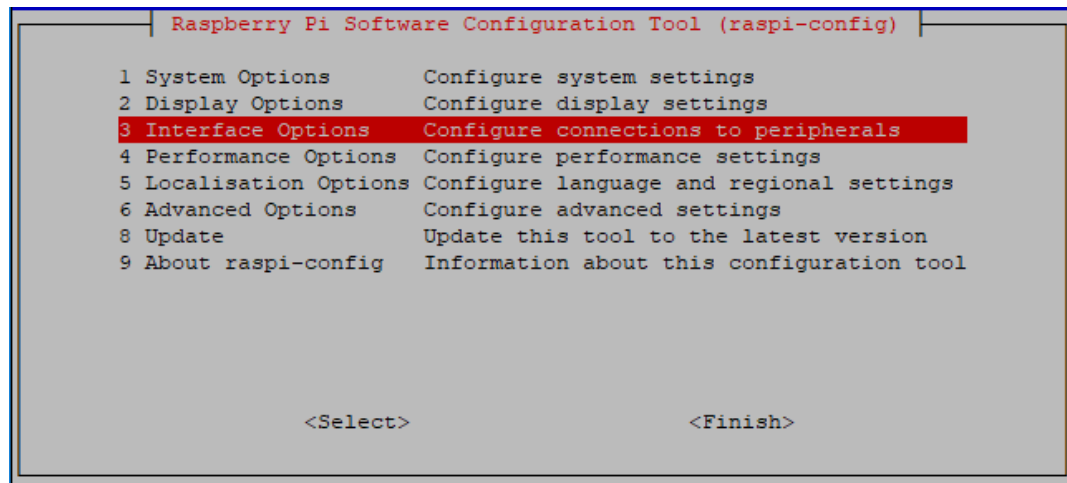 Raspberry Pi Software Configuration Tool (raspi-config)
1 System Options Configure system settings
2 Display Options Configure display settings
3 Interface Options Configure connections to peripherals
4 Performance Options Configure performance settings
5 Localisation Options Configure language and regional settings
6 Advanced Options Configure advanced settings
8 Update Update this tool to the latest version
9 About raspi-config Information about this configuration tool
<Select> <Finish>